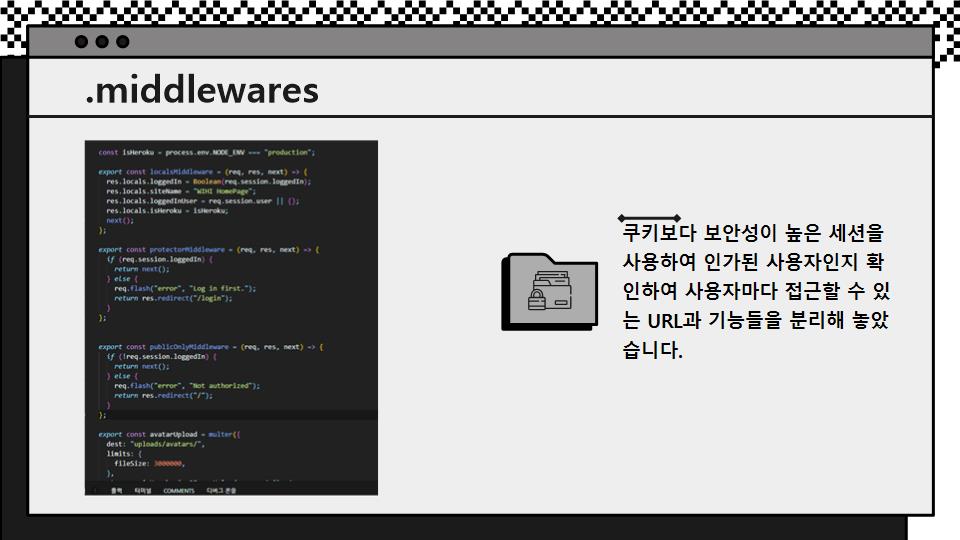 .middlewares
const isHeroku = process.env.NODE_ENV === "production";
export const localsMiddleware = (req, res, next) => {
res.locals.loggedIn = Boolean(req.session.loggedIn);
res.locals.siteName = "WIHI HomePage";
res.locals.loggedInUser = req.session.user || {};
res.locals.isHeroku = isHeroku;
next();
};
export const protectorMiddleware = (req, res, next) => {
if (req.session.loggedIn) {
return next();
} else {
req.flash("error", "Log in first.");
return res.redirect("/login");
}
};
export const publicOnlyMiddleware = (req, res, next) => {
if (!req.session.loggedIn) {
return next();
} else {
req.flash("error", "Not authorized");
return res.redirect("/");
}
};
export const avatarUpload = multer({
dest: "uploads/avatars/",
limits: {
fileSize: 3000000,
},
출력 터미널 COMMENTS 디버그 콘솔
쿠키보다 보안성이 높은 세션을
사용하여 인가된 사용자인지 확
인하여 사용자마다 접근할 수 있
는 URL과 기능들을 분리해 놓았
습니다.